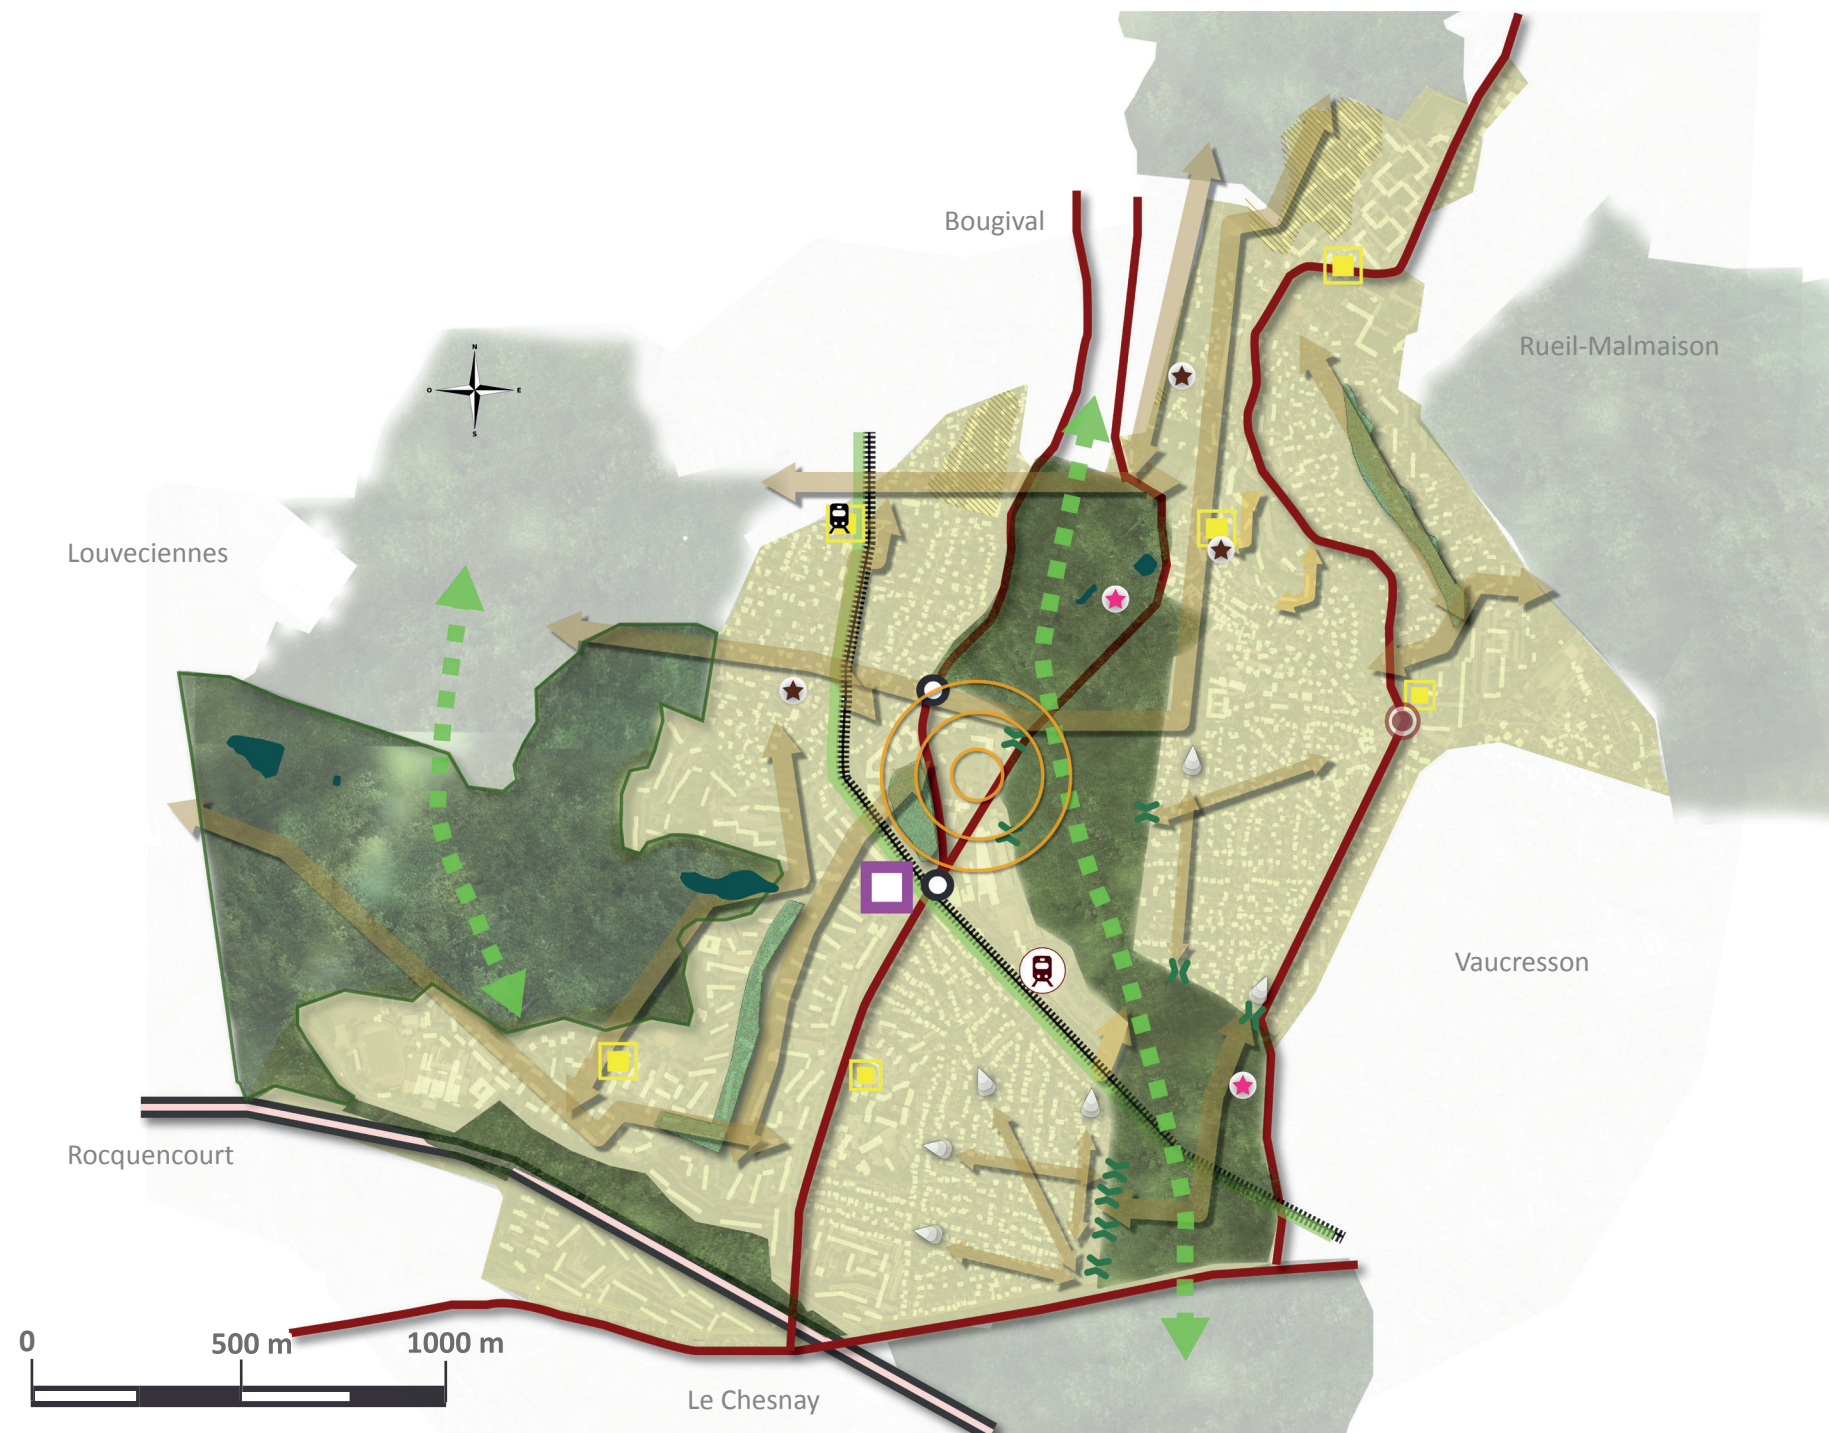 N
O
E
S
Bougival
Rueil-Malmaison
Louveciennes
Vaucresson
Rocquencourt
0
500 m
1000 m
Le Chesnay